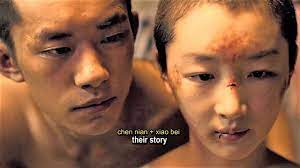 chen nian + xiao bei
their story